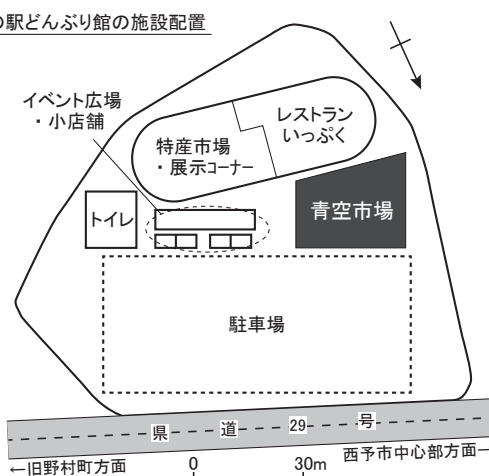 の駅どんぶり館の施設配置
イベント広場
・小店舗
レストラン
いっぷく
特産市場
・展示コーナー
トイレ
青空市場
駐車場
県道29号
←旧野村町方面
0 30m
西予市中心部方面